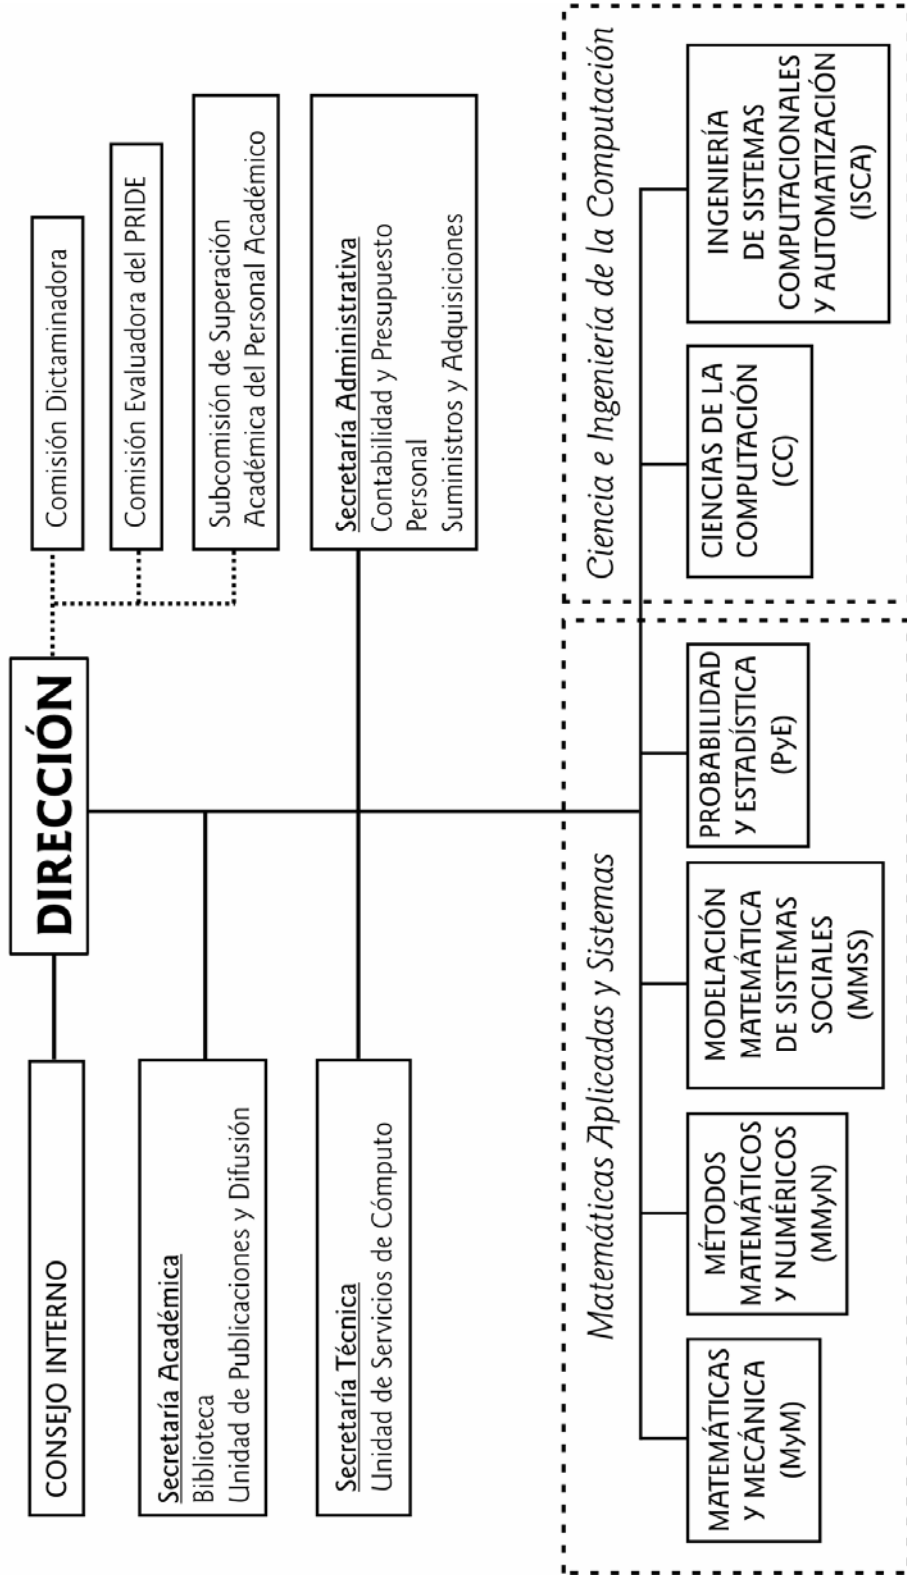 CONSEJO INTERNO
DIRECCIÓN
Comisión Dictaminadora
Comisión Evaluadora del PRIDE
Subcomisión de Superación
Académica del Personal Académico
Secretaría Académica
Biblioteca
Unidad de Publicaciones y Difusión
Secretaría Técnica
Unidad de Servicios de Cómputo
Secretaría Administrativa
Contabilidad y Presupuesto
Personal
Suministros y Adquisiciones
Matemáticas Aplicadas y Sistemas
MATEMÁTICAS
y MECÁNICA
(MyM)
MÉTODOS
MATEMÁTICOS
y NUMÉRICOS
(MMyN)
MODELACIÓN
MATEMÁTICA
DE SISTEMAS
SOCIALES
(MMSS)
PROBABILIDAD
y ESTADÍSTICA
(PyE)
Ciencia e Ingeniería de la Computación
CIENCIAS DE LA
COMPUTACIÓN
(CC)
INGENIERÍA
DE SISTEMAS
COMPUTACIONALES
y AUTOMATIZACIÓN
(ISCA)